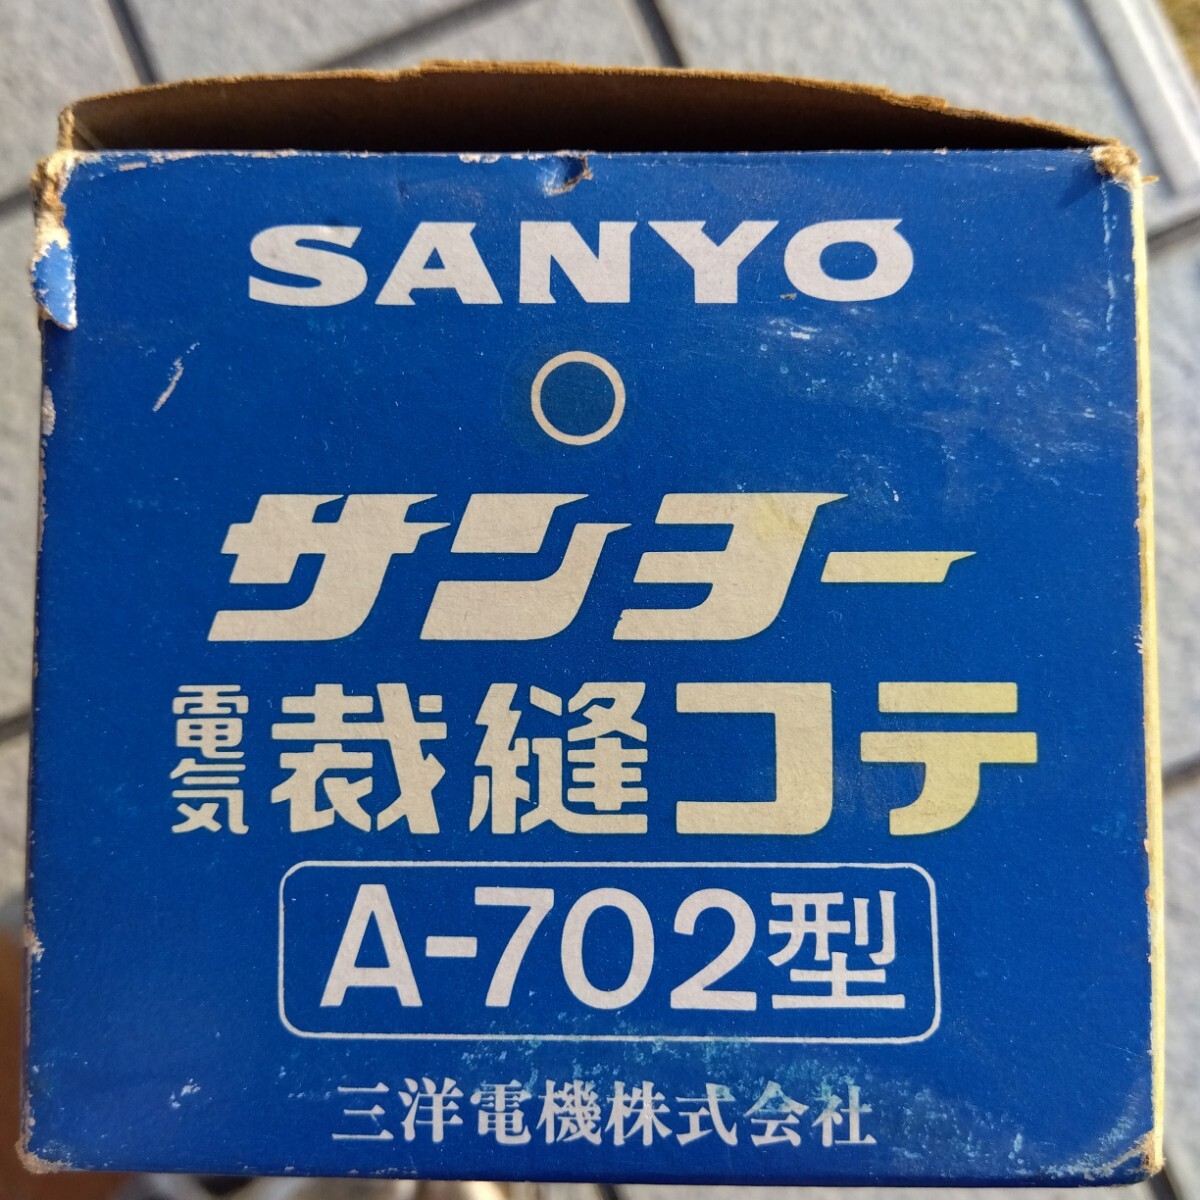 SANYO
サンヨー
電気裁縫コテ
A-702型
三洋電機株式会社